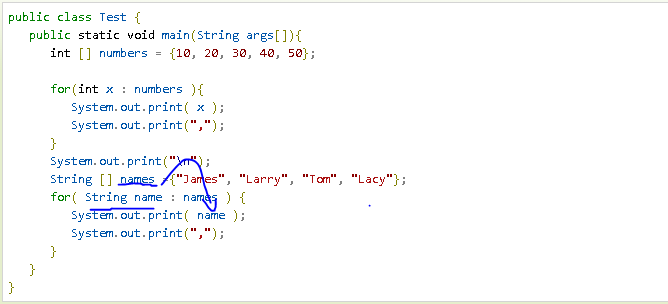 public class Test {
public static void main(String args[]){
int [] numbers = {10, 20, 30, 40, 50};
for(int x : numbers ){
System.out.print( x );
System.out.print(",");
}
System.out.print("\n");
String [] names ={"James", "Larry", "Tom", "Lacy"};
for( String name : names ) {
System.out.print( name );
System.out.print(",");
}
}
}